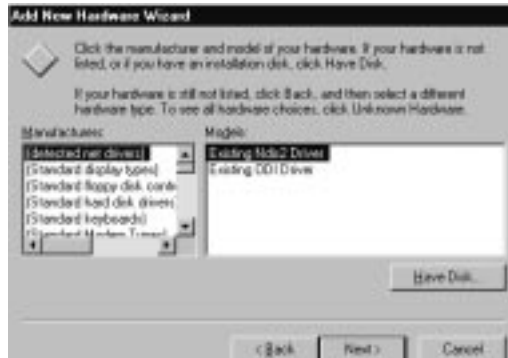 Add New Hardware Wizard
Click the manufacturer and model of your hardware. If your hardware is not
listed, or if you have an installation disk, click Have Disk.
If your hardware is still not listed, click Back, and then select a different
hardware type. To see all hardware choices, click Unknown Hardware.
Manufacturers:
Models:
(detected net drivers)
(Standard display types)
(Standard floppy disk contr
(Standard hard disk drivers)
(Standard keyboards)
(Standard Modem Types)
Existing Ndis2 Driver
Existing ODI Driver
Have Disk...
< Back
Next >
Cancel